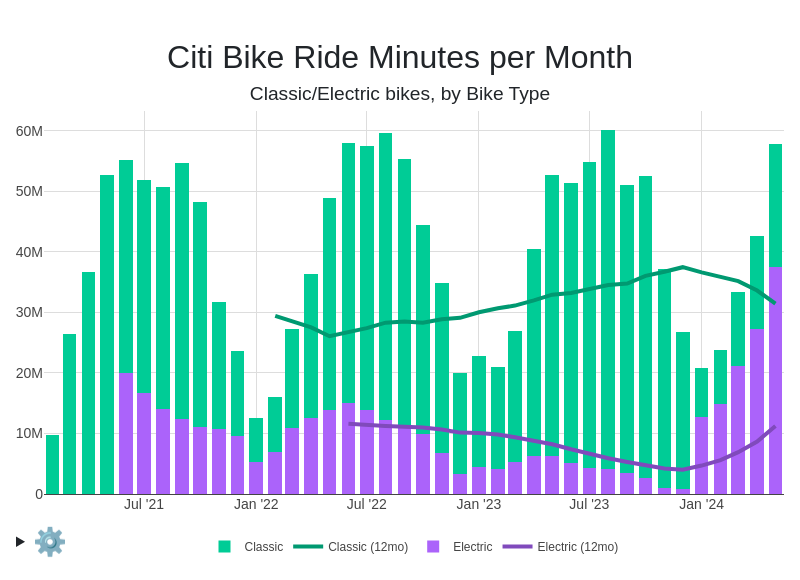 Citi Bike Ride Minutes per Month
Classic/Electric bikes, by Bike Type
60M
50M
40M
30M
20M
10M
0
Jul '21 Jan '22 Jul '22 Jan '23 Jul '23 Jan '24
Classic Classic (12mo) Electric Electric (12mo)